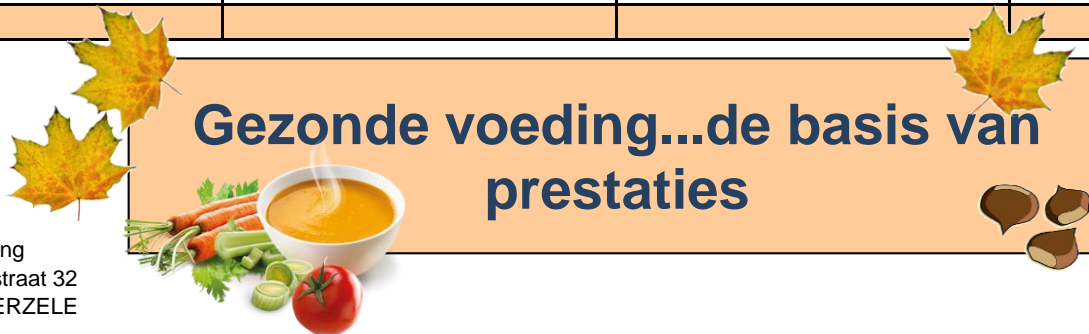 Gezonde voeding...de basis van
prestaties
ng
straat 32
ERZELE